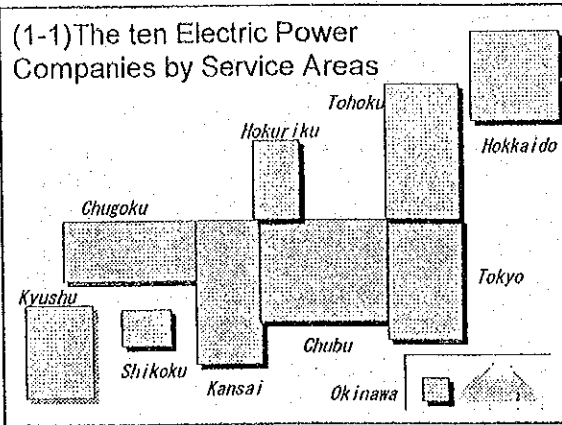 (1-1)The ten Electric Power
Companies by Service Areas
Tohoku
Hokkaido
Hokuriku
Chugoku
Tokyo
Kyushu
Shikoku
Chubu
Kansai
Okinawa